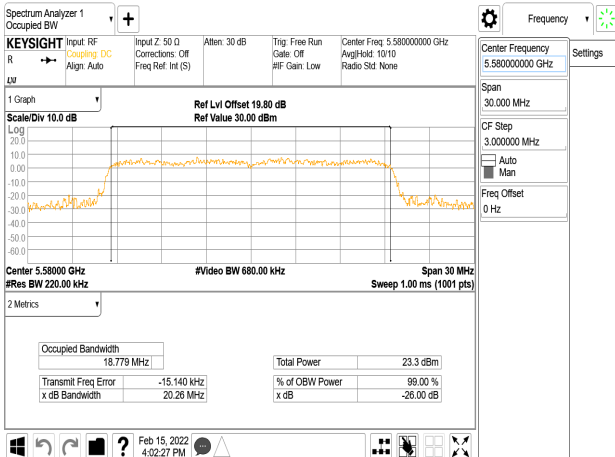 Spectrum Analyzer 1
Occupied BW
+
Frequency
KEYSIGHT
Input: RF
Coupling: DC
Align: Auto
Input Z: 50 Ω
Corrections: Off
Freq Ref: Int (S)
Atten: 30 dB
Trig: Free Run
Gate: Off
#IF Gain: Low
Center Freq: 5.580000000 GHz
Avg|Hold: 10/10
Radio Std: None
R
LXI
Center Frequency
5.580000000 GHz
Settings
Span
30.000 MHz
CF Step
3.000000 MHz
Auto
Man
Freq Offset
0 Hz
1 Graph
Scale/Div 10.0 dB
Ref Lvl Offset 19.80 dB
Ref Value 30.00 dBm
Log
20.0
10.0
0.00
-10.0
-20.0
-30.0
-40.0
-50.0
-60.0
Center 5.58000 GHz
#Video BW 680.00 kHz
Span 30 MHz
#Res BW 220.00 kHz
Sweep 1.00 ms (1001 pts)
2 Metrics
Occupied Bandwidth
18.779 MHz
Total Power 23.3 dBm
Transmit Freq Error -15.140 kHz
% of OBW Power 99.00 %
x dB Bandwidth 20.26 MHz
x dB -26.00 dB
?
Feb 15, 2022
4:02:27 PM